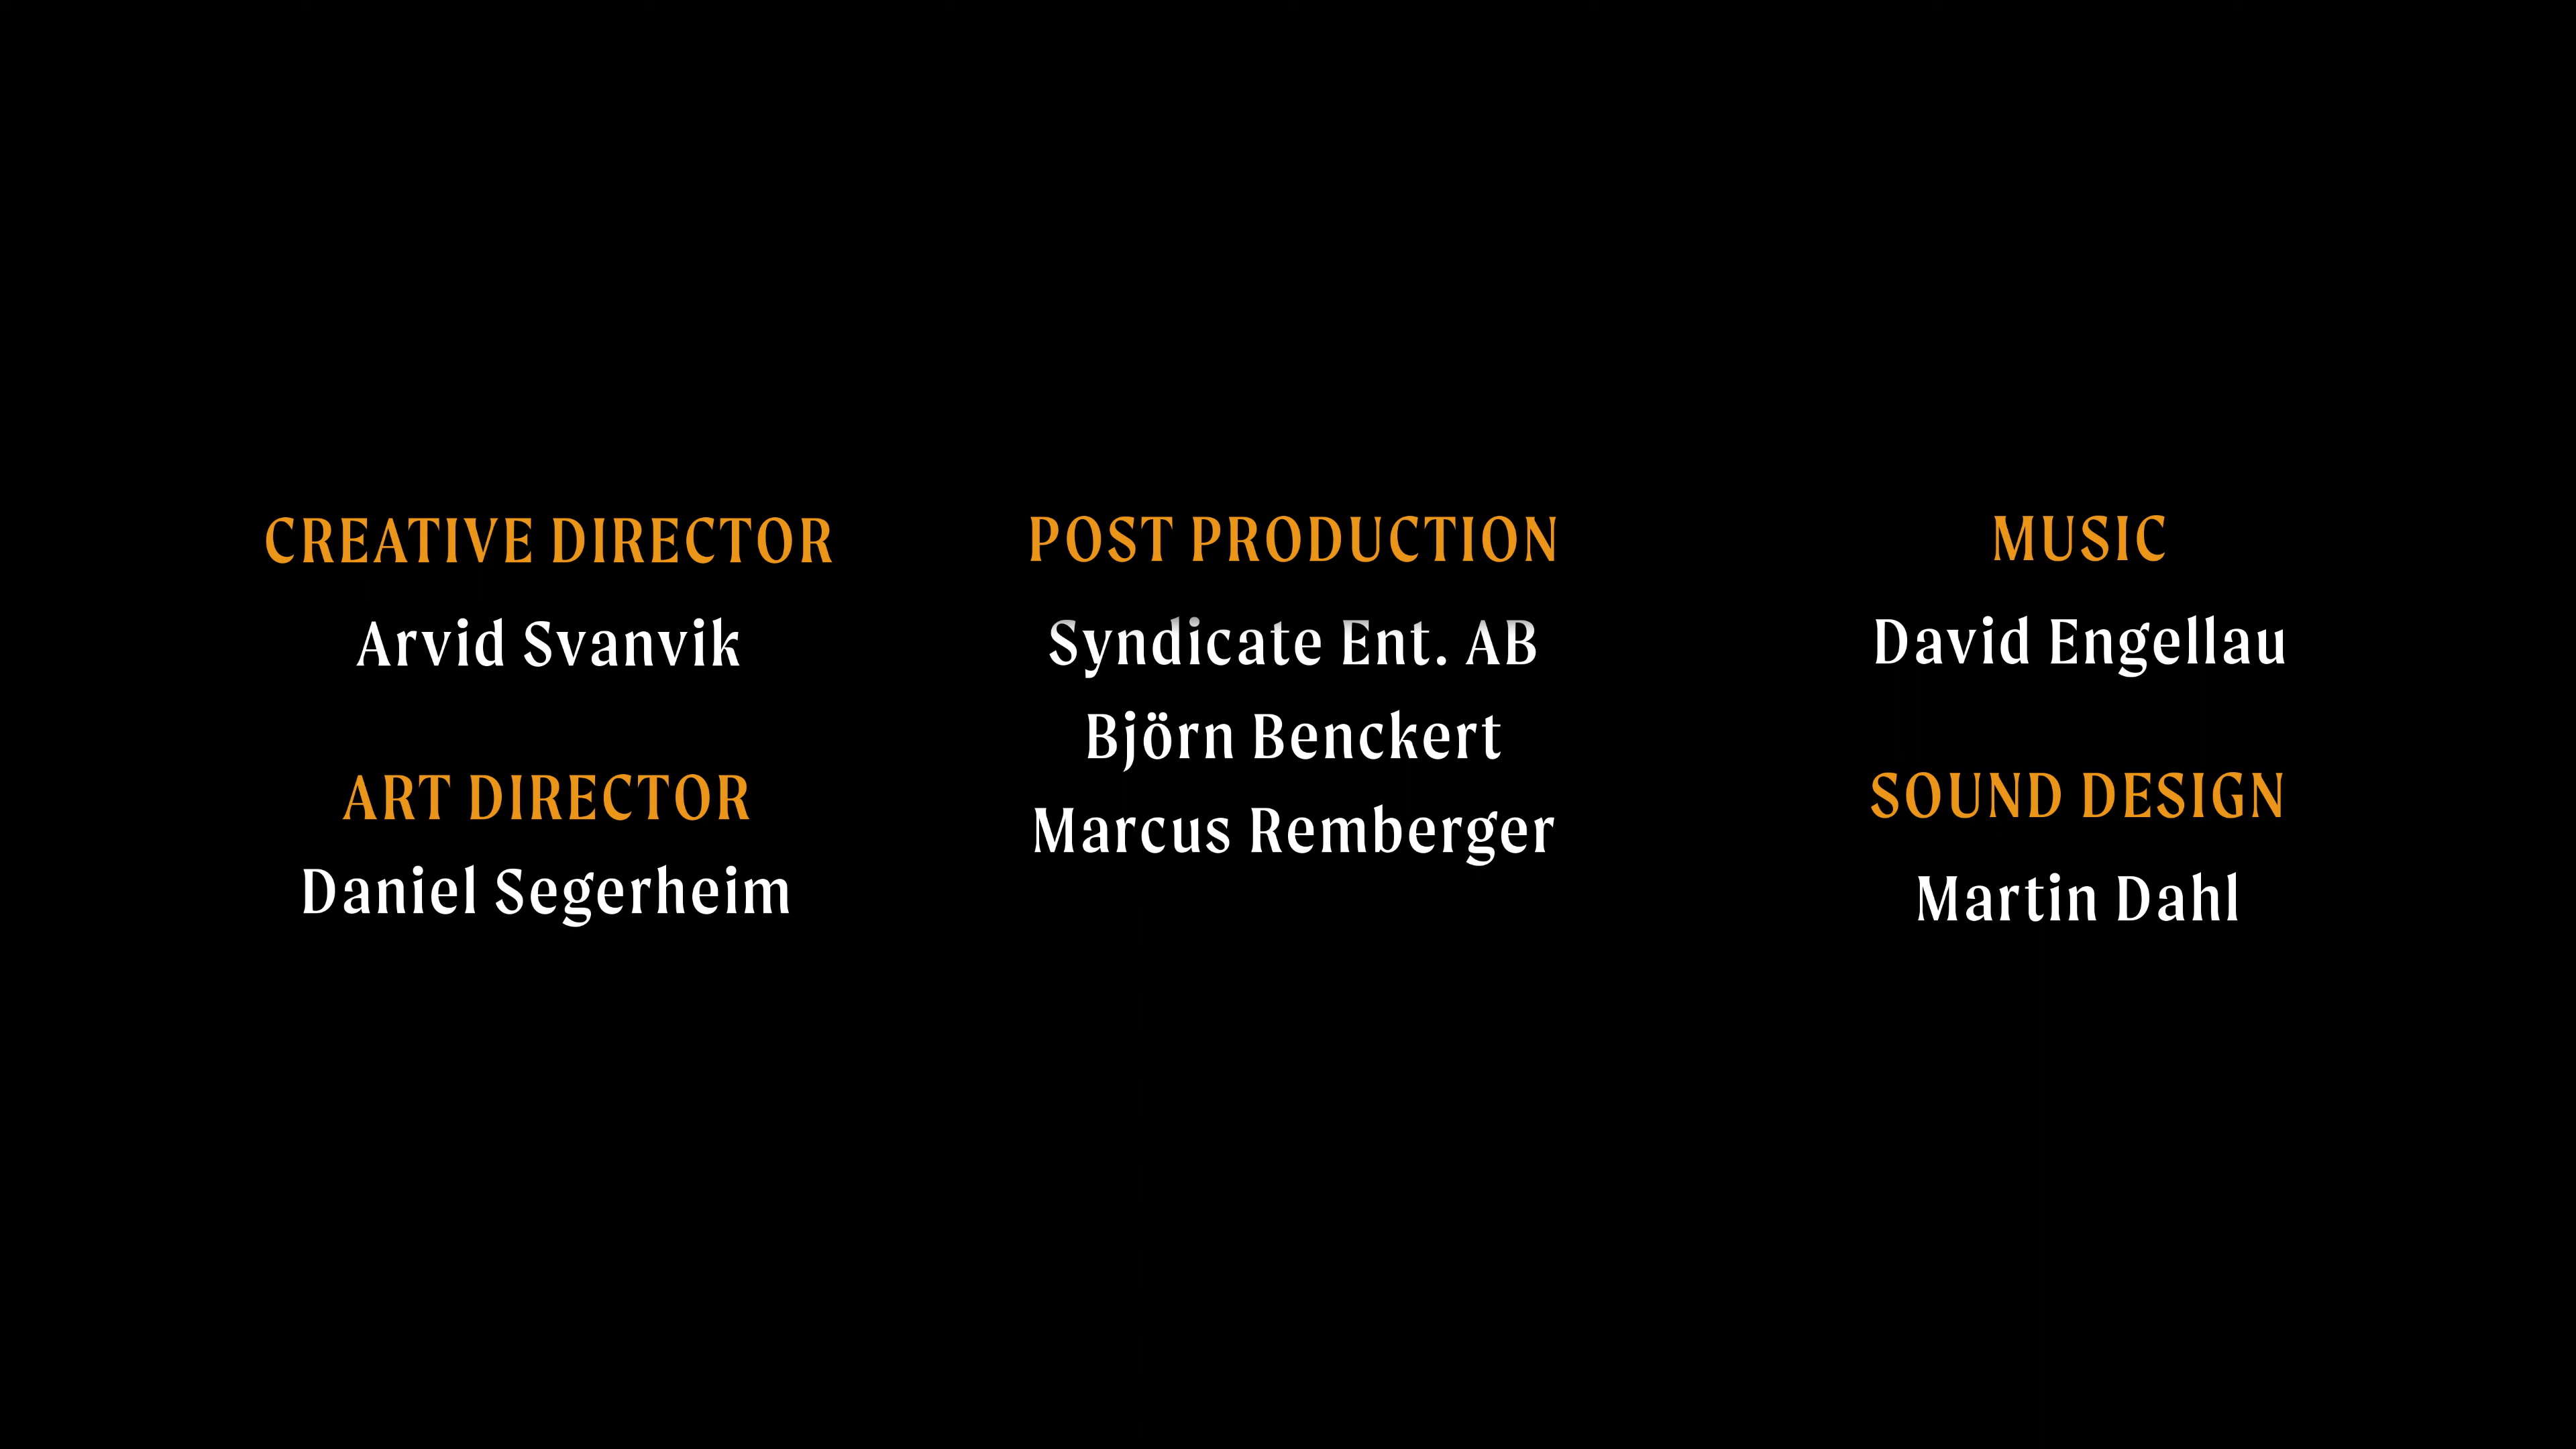 CREATIVE DIRECTOR
Arvid Svanvik
ART DIRECTOR
Daniel Segerheim
POST PRODUCTION
Syndicate Ent. AB
Björn Benckert
Marcus Remberger
MUSIC
David Engellau
SOUND DESIGN
Martin Dahl